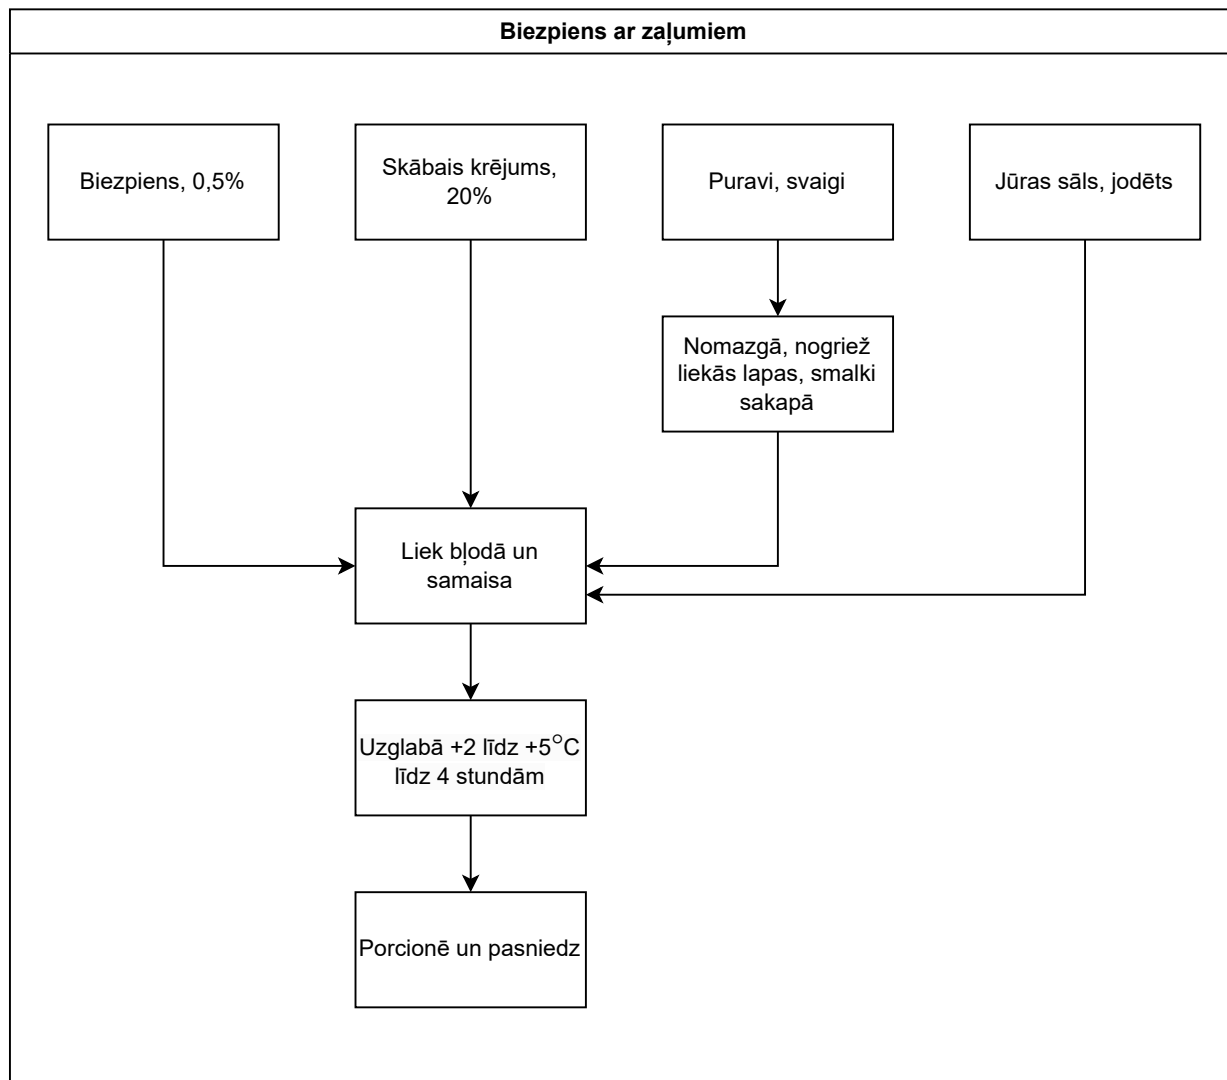 Biezpiens ar zaļumiem
Biezpiens, 0,5%
Skābais krējums,
20%
Puravi, svaigi
Jūras sāls, jodēts
Nomazgā, nogriež
liekās lapas, smalki
sakapā
Liek bļodā un
samaisa
Uzglabā +2 līdz +5°C
līdz 4 stundām
Porcionē un pasniedz